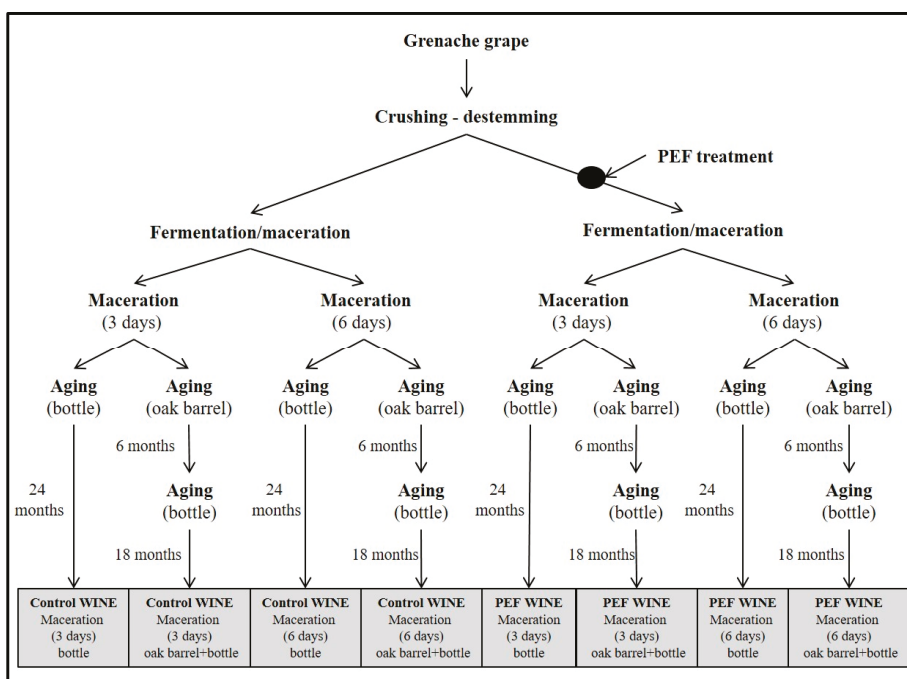 Grenache grape
Crushing - destemming
PEF treatment
Fermentation/maceration
Fermentation/maceration
Maceration
(3 days)
Maceration
(6 days)
Maceration
(3 days)
Maceration
(6 days)
Aging
(bottle)
Aging
(oak barrel)
Aging
(bottle)
Aging
(oak barrel)
Aging
(bottle)
Aging
(oak barrel)
Aging
(bottle)
Aging
(oak barrel)
6 months
6 months
6 months
6 months
24
months
Aging
(bottle)
24
months
Aging
(bottle)
24
months
Aging
(bottle)
24
months
Aging
(bottle)
18 months
18 months
18 months
18 months
Control WINE
Maceration
(3 days)
bottle
Control WINE
Maceration
(3 days)
oak barrel+bottle
Control WINE
Maceration
(6 days)
bottle
Control WINE
Maceration
(6 days)
oak barrel+bottle
PEF WINE
Maceration
(3 days)
bottle
PEF WINE
Maceration
(3 days)
oak barrel+bottle
PEF WINE
Maceration
(6 days)
bottle
PEF WINE
Maceration
(6 days)
oak barrel+bottle